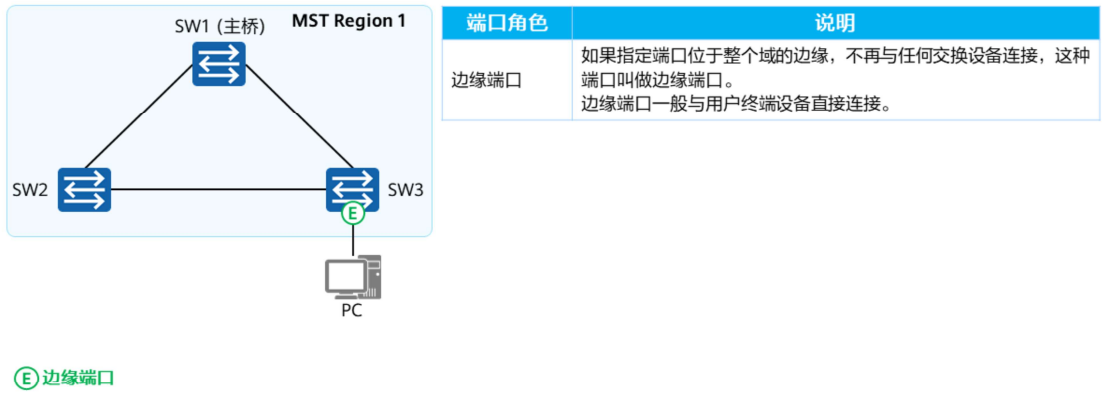 MST Region 1
SW1 (主桥)
SW2
SW3
E
PC
E 边缘端口
端口角色 说明
边缘端口
如果指定端口位于整个域的边缘，不再与任何交换设备连接，这种
端口叫做边缘端口。
边缘端口一般与用户终端设备直接连接。